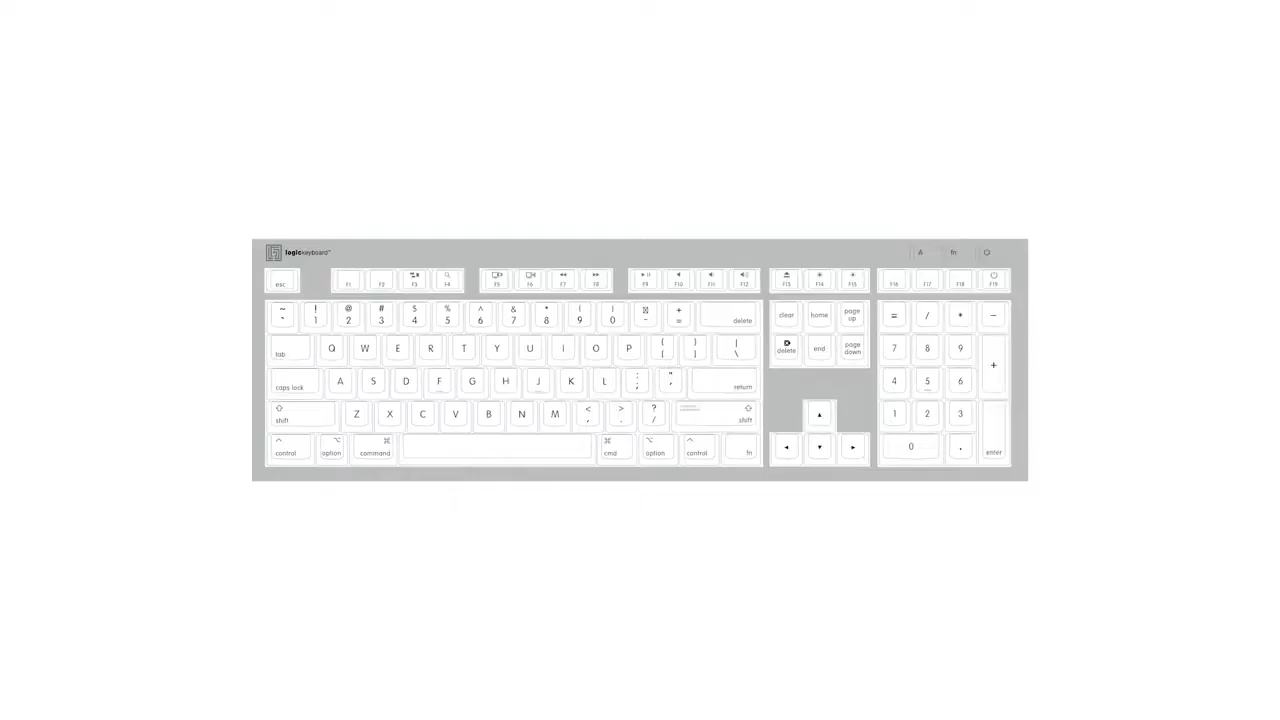 logickeyboard™
A fn
esc F1 F2 F3 F4 F5 F6 F7 F8 F9 F10 F11 F12 F13 F14 F15 F16 F17 F18 F19
~ ! @ # $ % ^ & * ( ) +
` 1 2 3 4 5 6 7 8 9 0 - = delete clear home page up = / * −
tab Q W E R T Y U I O P { [ } ] | \ delete end page down 7 8 9 +
caps lock A S D F G H J K L : ; " ' return 4 5 6
shift Z X C V B N M < , > . ? / shift 1 2 3
control option command cmd option control fn 0 . enter